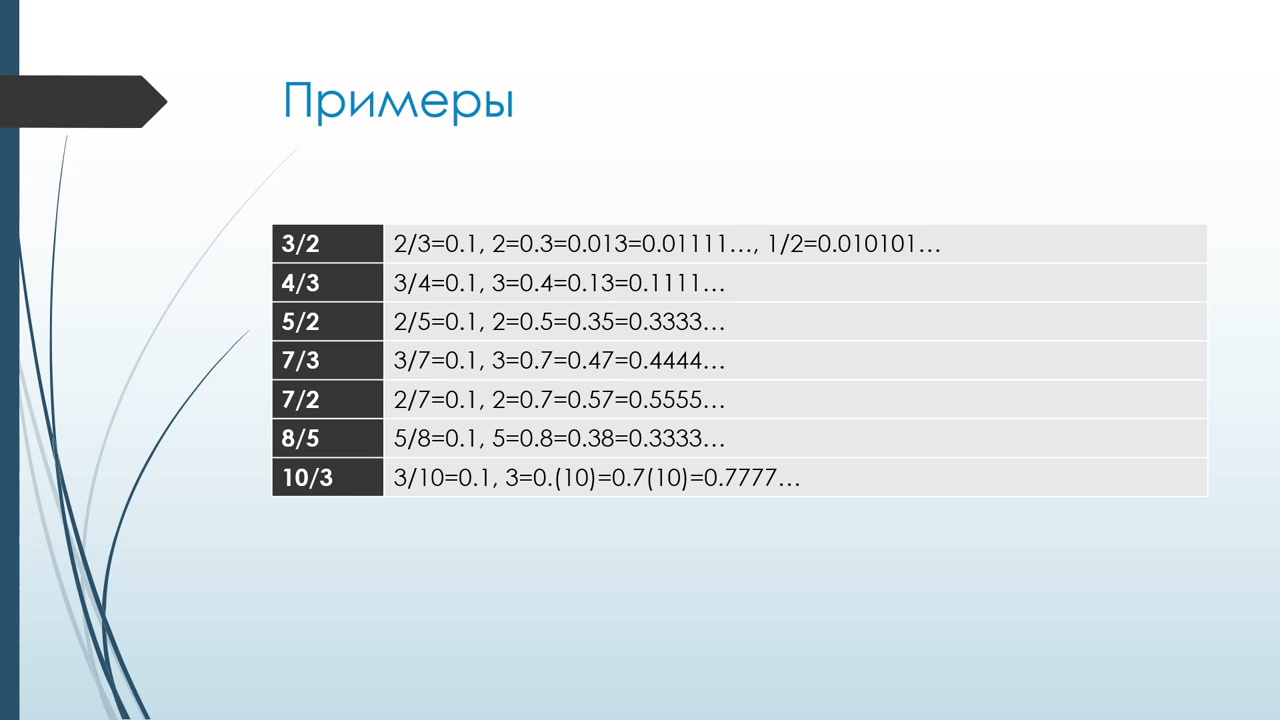 Примеры
3/2 2/3=0.1, 2=0.3=0.013=0.01111…, 1/2=0.010101…
4/3 3/4=0.1, 3=0.4=0.13=0.1111…
5/2 2/5=0.1, 2=0.5=0.35=0.3333…
7/3 3/7=0.1, 3=0.7=0.47=0.4444…
7/2 2/7=0.1, 2=0.7=0.57=0.5555…
8/5 5/8=0.1, 5=0.8=0.38=0.3333…
10/3 3/10=0.1, 3=0.(10)=0.7(10)=0.7777…